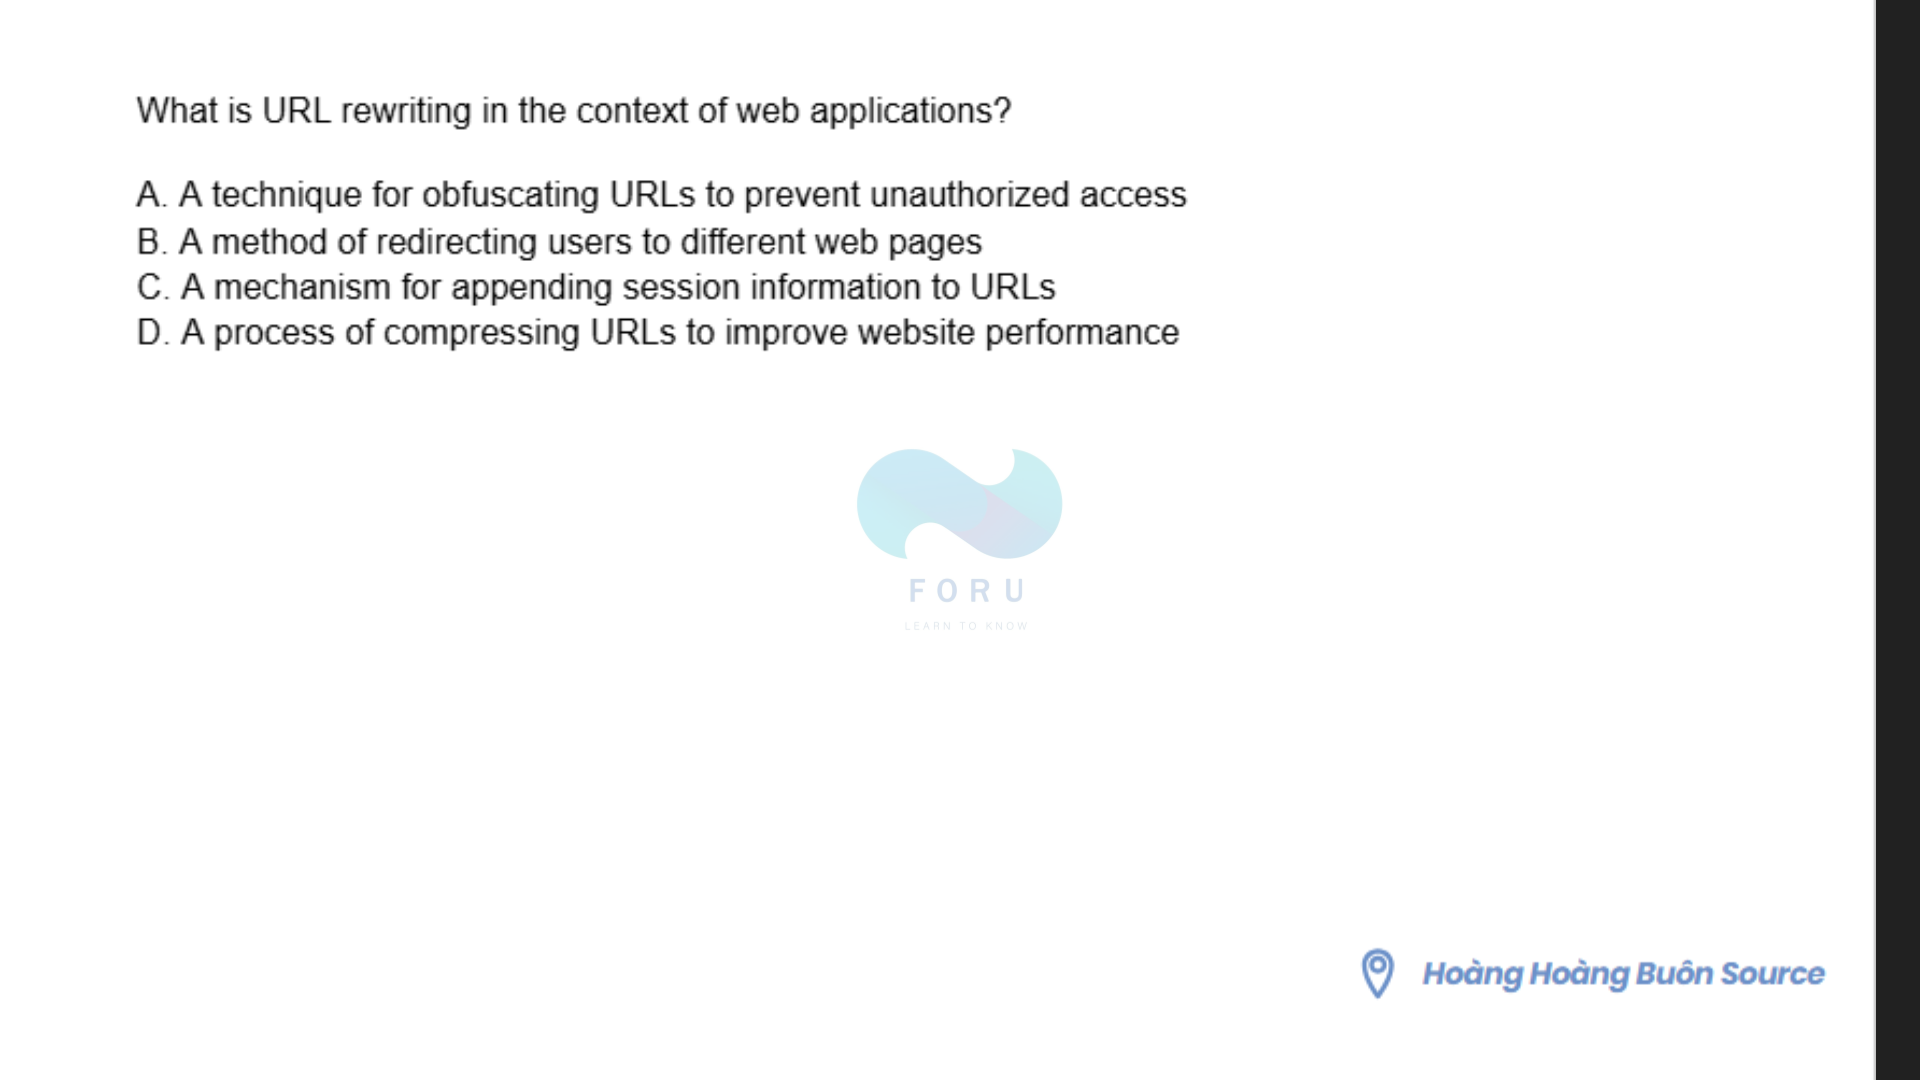 What is URL rewriting in the context of web applications?
A. A technique for obfuscating URLs to prevent unauthorized access
B. A method of redirecting users to different web pages
C. A mechanism for appending session information to URLs
D. A process of compressing URLs to improve website performance
FORU
LEARN TO KNOW
Hoàng Hoàng Buôn Source